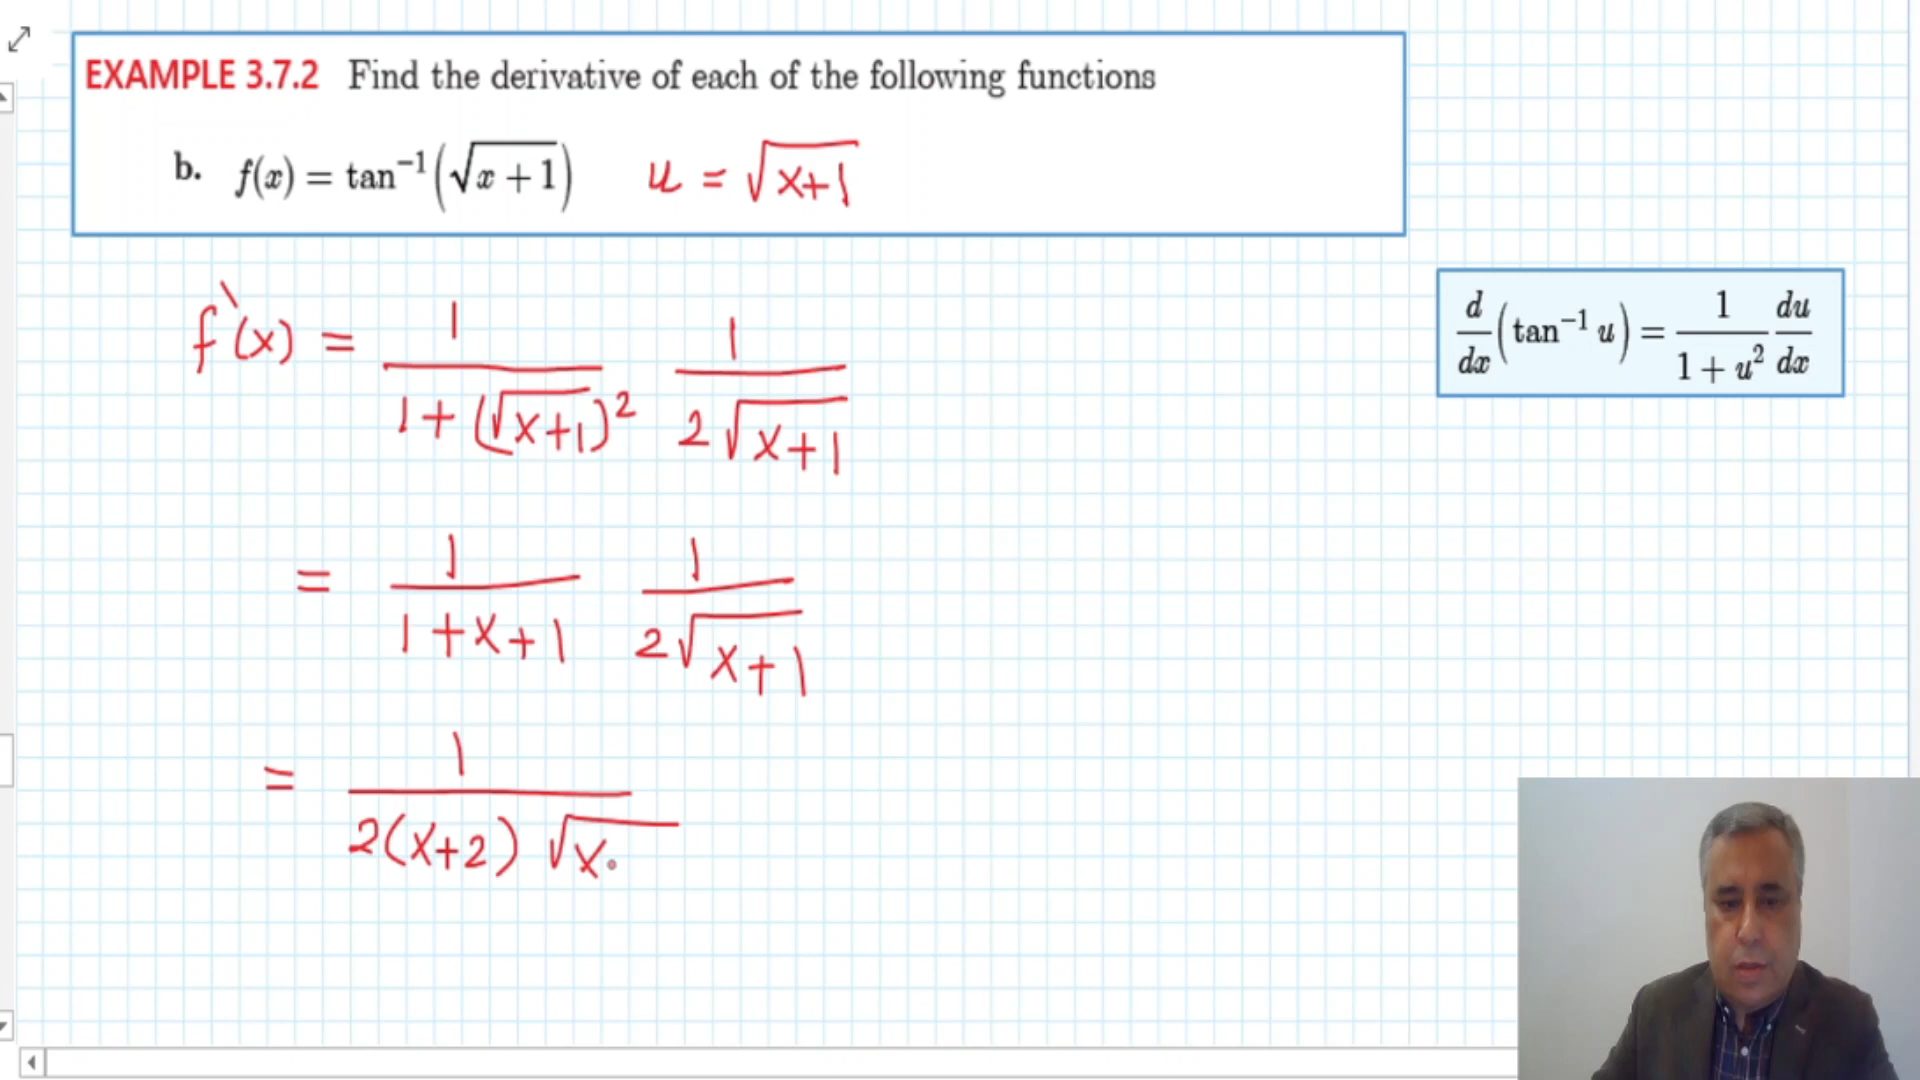 EXAMPLE 3.7.2 Find the derivative of each of the following functions
b. f(x) = tan⁻¹(√(x + 1)) u = √(x+1)
d/dx (tan⁻¹ u) = 1/(1 + u²) du/dx
f'(x) = 1/(1+(√(x+1))²) 1/(2√(x+1))
= 1/(1+x+1) 1/(2√(x+1))
= 1/(2(x+2) √x